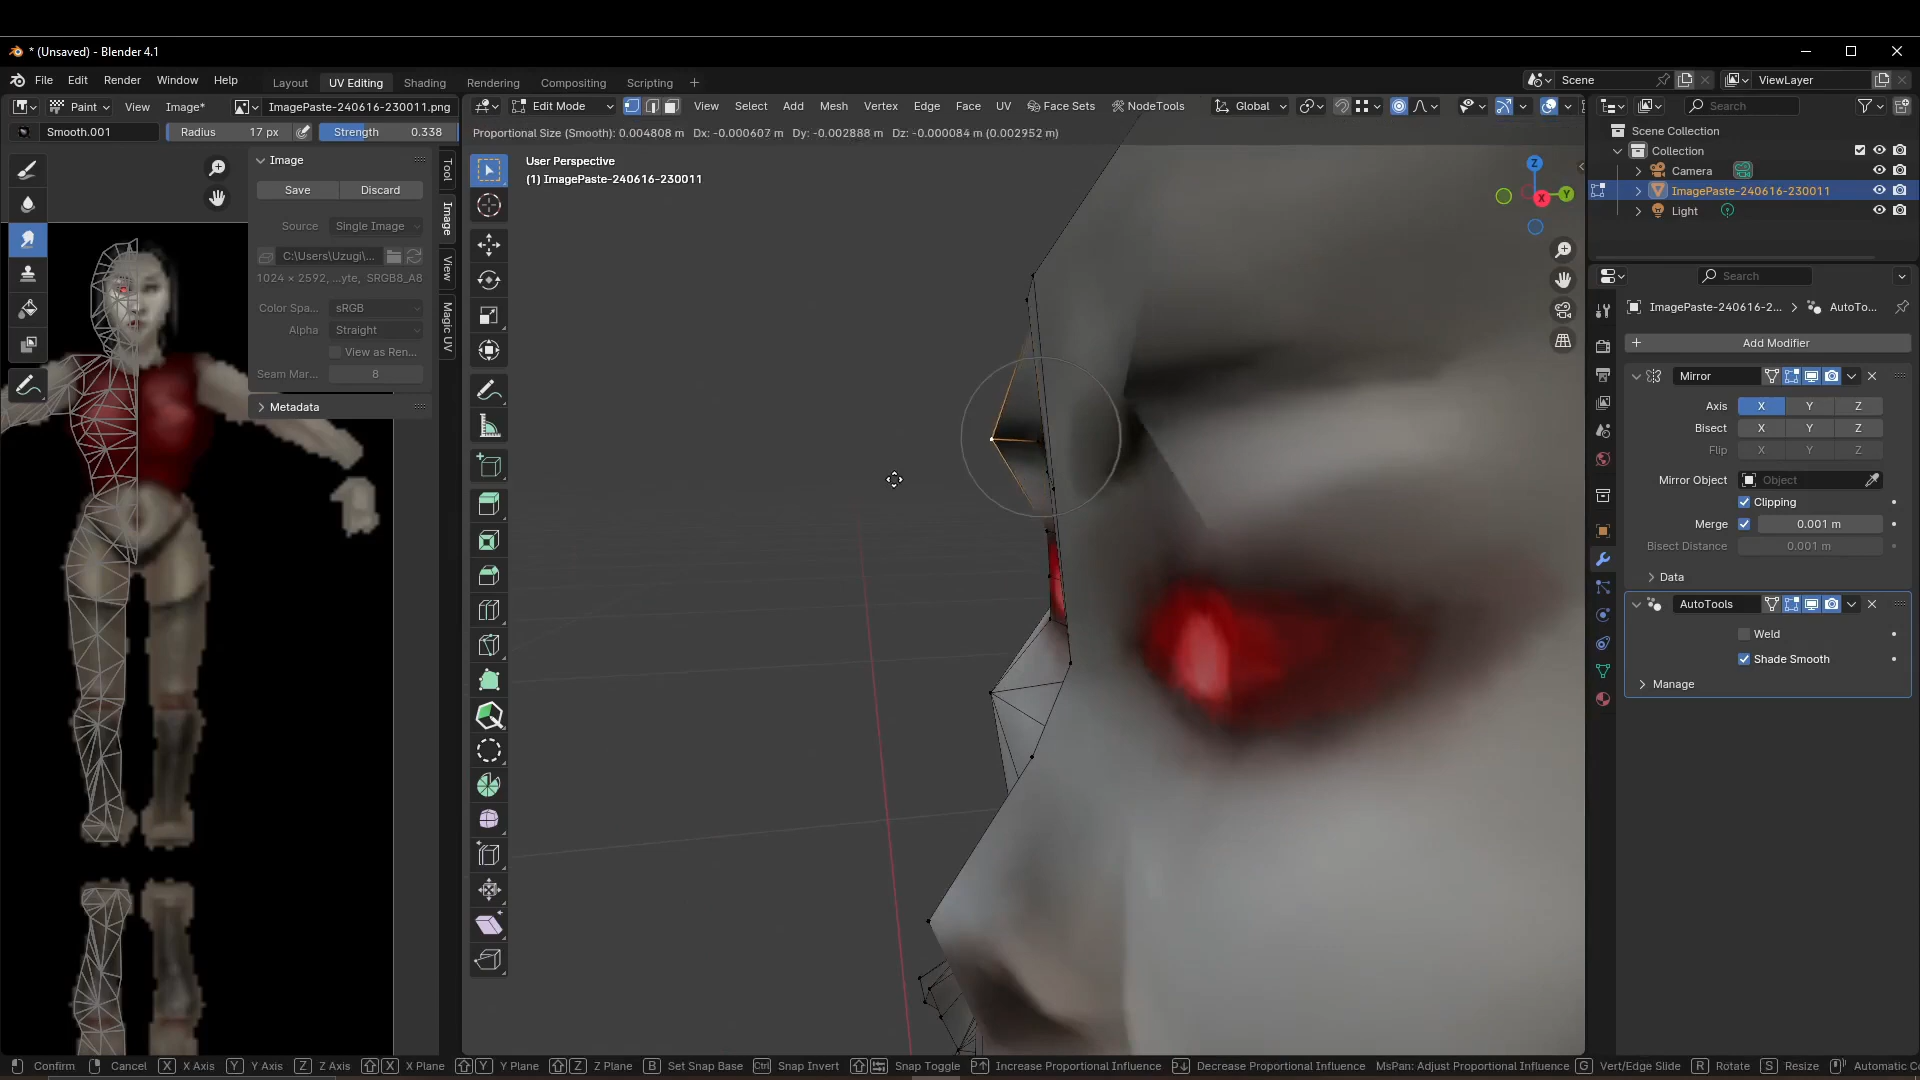 * (Unsaved) - Blender 4.1
File Edit Render Window Help
Layout UV Editing Shading Rendering Compositing Scripting +
Scene
ViewLayer
Paint View Image* ImagePaste-240616-230011.png
Edit Mode View Select Add Mesh Vertex Edge Face UV Face Sets NodeTools Global
Search
Smooth.001 Radius 17 px Strength 0.338
Proportional Size (Smooth): 0.004808 m Dx: -0.000607 m Dy: -0.002888 m Dz: -0.000084 m (0.002952 m)
Scene Collection
Collection
Camera
ImagePaste-240616-230011
Light
Image
Save Discard
Source Single Image
C:\Users\Uzugi\...
1024 × 2592, ...yte, SRGB8_A8
Color Spa... sRGB
Alpha Straight
View as Ren...
Seam Mar... 8
Metadata
Tool
Image
View
Magic UV
User Perspective
(1) ImagePaste-240616-230011
Z
Y
X
Search
ImagePaste-240616-2... > AutoTo...
+ Add Modifier
Mirror
Axis X Y Z
Bisect X Y Z
Flip X Y Z
Mirror Object Object
Clipping
Merge 0.001 m
Bisect Distance 0.001 m
Data
AutoTools
Weld
Shade Smooth
Manage
Confirm Cancel X X Axis Y Y Axis Z Z Axis X X Plane Y Y Plane Z Z Plane B Set Snap Base Ctrl Snap Invert Snap Toggle Increase Proportional Influence Decrease Proportional Influence MsPan: Adjust Proportional Influence G Vert/Edge Slide R Rotate S Resize Automatic C